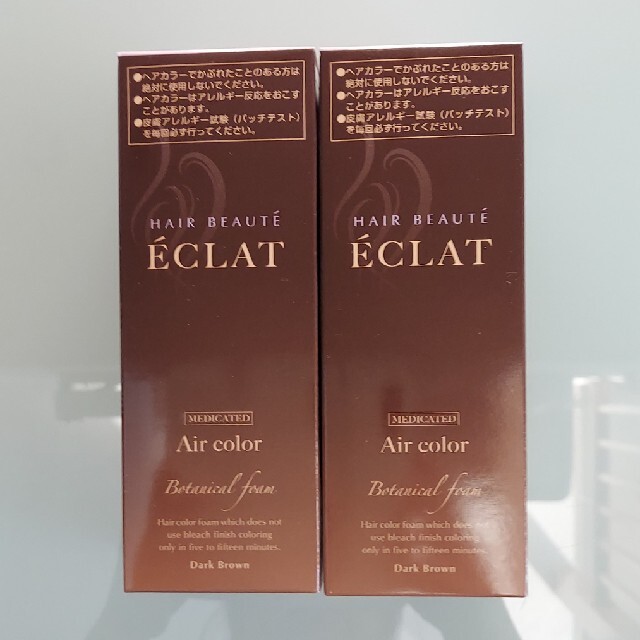 ●ヘアカラーでかぶれたことのある方は
絶対に使用しないでください。
●ヘアカラーはアレルギー反応をおこす
ことがあります。
●皮膚アレルギー試験（パッチテスト）
を毎回必ず行ってください。
HAIR BEAUTÉ
ÉCLAT
MEDICATED
Air color
Botanical foam
Hair color foam which does not
use bleach finish coloring
only in five to fifteen minutes.
Dark Brown
●ヘアカラーでかぶれたことのある方は
絶対に使用しないでください。
●ヘアカラーはアレルギー反応をおこす
ことがあります。
●皮膚アレルギー試験（パッチテスト）
を毎回必ず行ってください。
HAIR BEAUTÉ
ÉCLAT
MEDICATED
Air color
Botanical foam
Hair color foam which does not
use bleach finish coloring
only in five to fifteen minutes.
Dark Brown